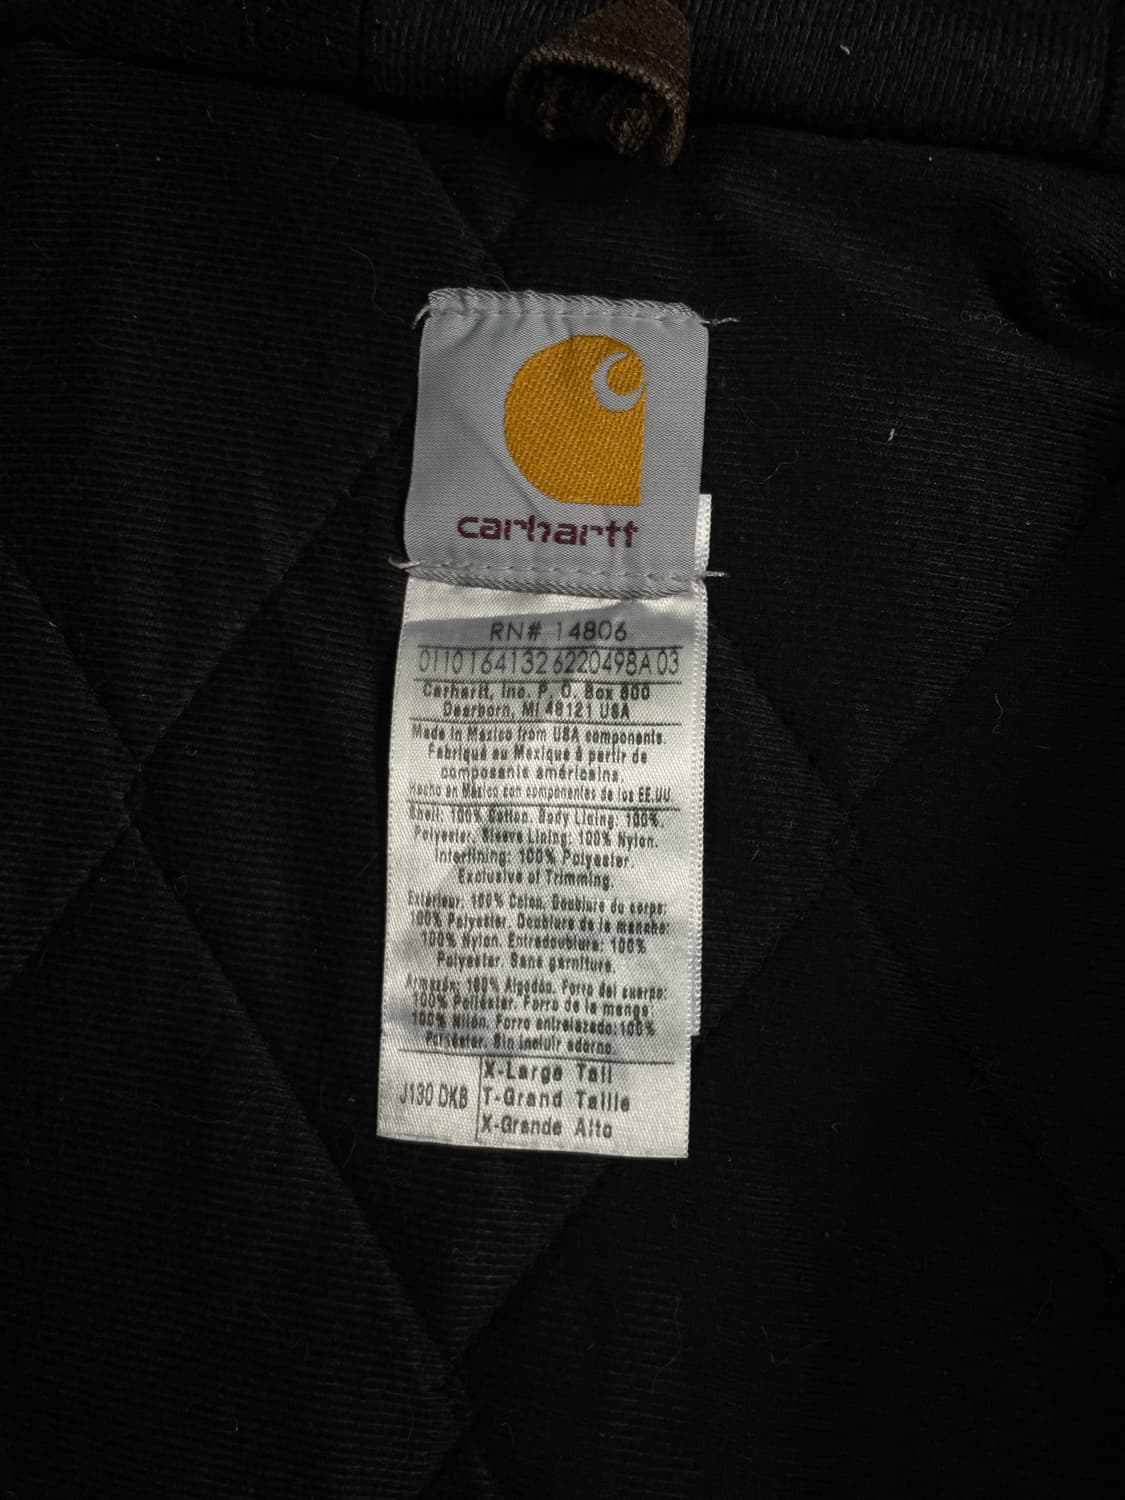 carhartt
RN# 14806
01101641326220498A 03
Carhartt, Inc. P. O. Box 600
Dearborn, MI 48121 USA
Made in Mexico from USA components.
Fabriqué au Mexique à partir de
composants américains.
Hecho en México con componentes de los EE.UU.
Shell: 100% Cotton. Body Lining: 100%.
Polyester. Sleeve Lining: 100% Nylon.
Interlining: 100% Polyester.
Exclusive of Trimming.
Extérieur: 100% Coton. Doublure du corps:
100% Polyester. Doublure de la manche:
100% Nylon. Entredoublure: 100%
Polyester. Sans garniture.
Armazón: 100% Algodón. Forro del cuerpo:
100% Poliéster. Forro de la manga
100% Nilón. Forro entrelazado:100%
Poliéster. Sin incluir adorno.
J130 DKB
X-Large Tall
T-Grand Taille
X-Grande Alto